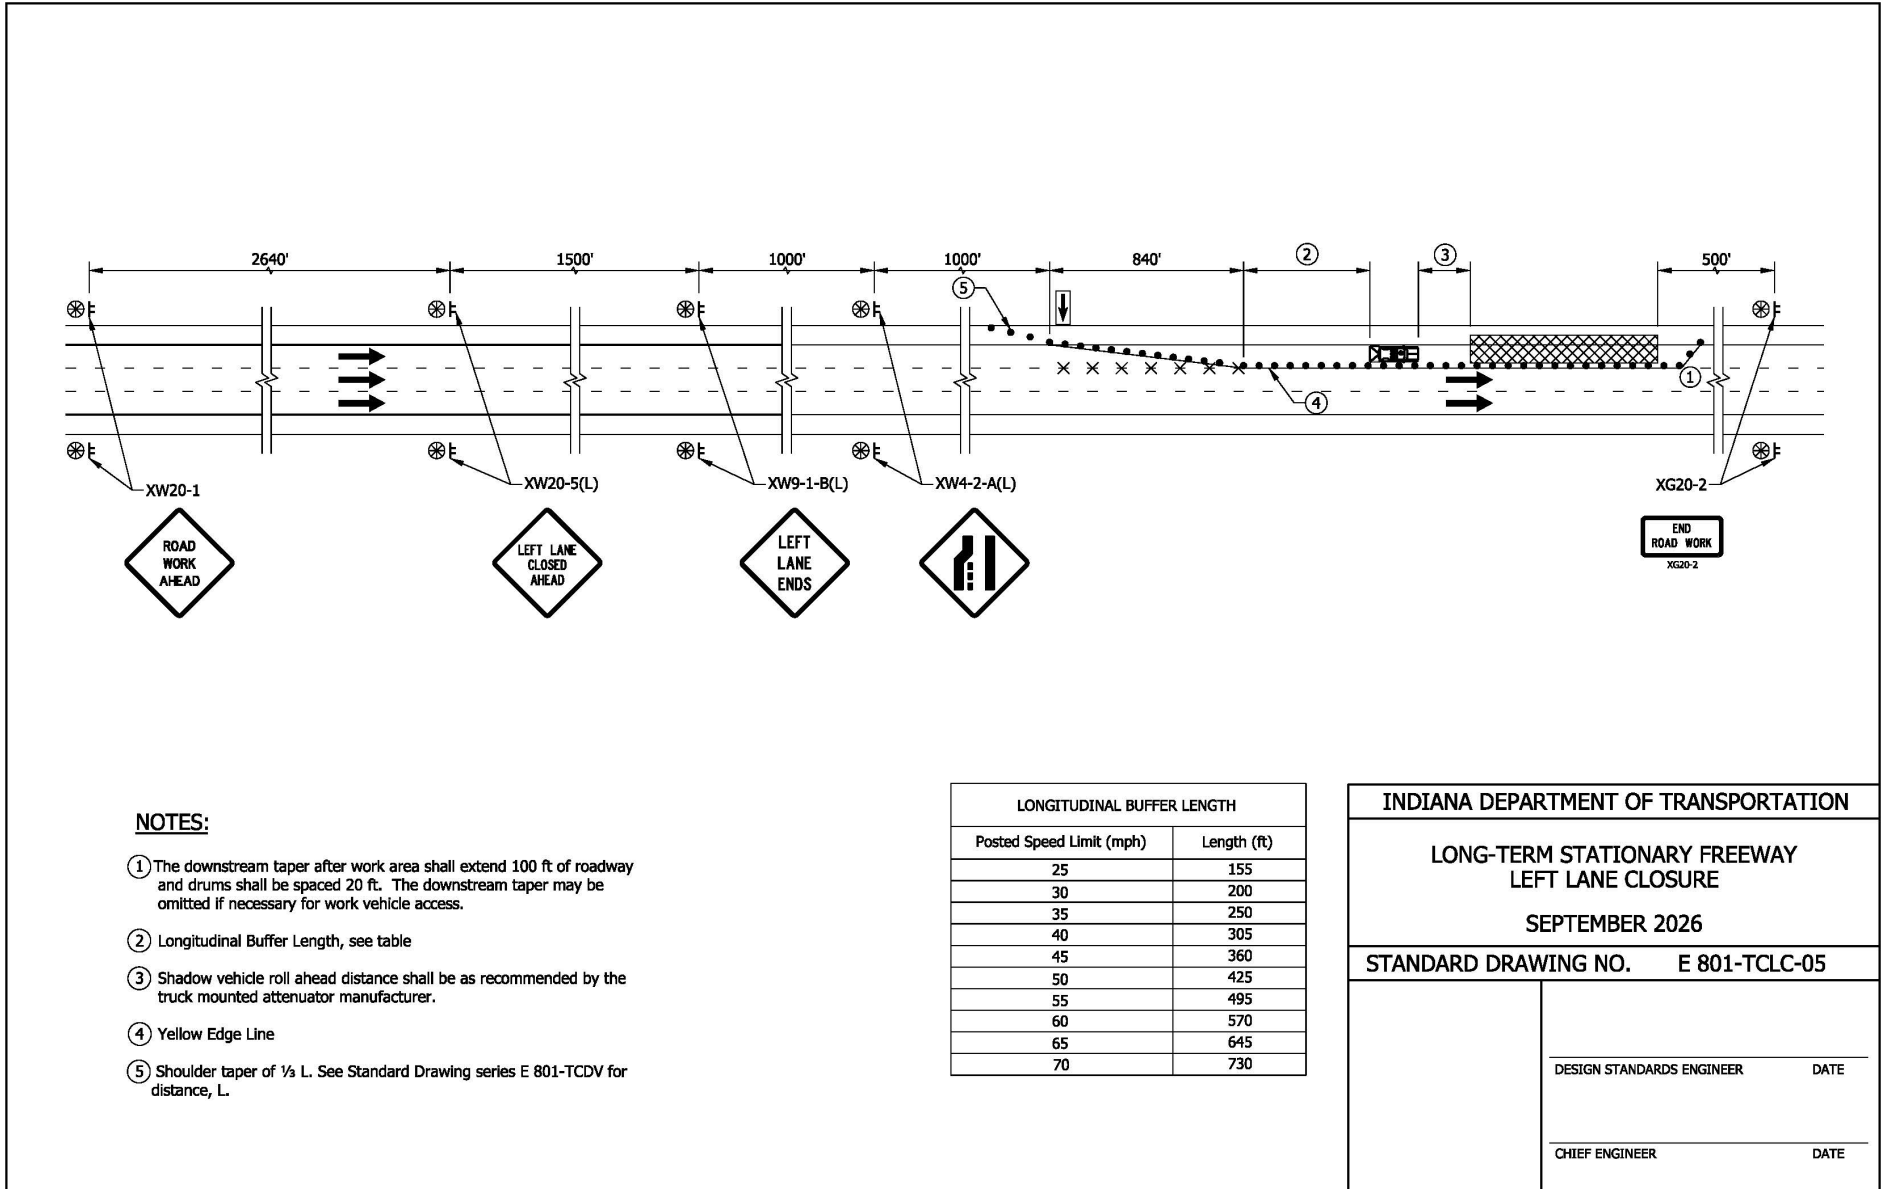 2640'
1500'
1000'
1000'
840'
2
3
500'
5
1
4
XW20-1
XW20-5(L)
XW9-1-B(L)
XW4-2-A(L)
XG20-2
ROAD
WORK
AHEAD
LEFT LANE
CLOSED
AHEAD
LEFT
LANE
ENDS
END
ROAD WORK
XG20-2
NOTES:
1 The downstream taper after work area shall extend 100 ft of roadway
and drums shall be spaced 20 ft. The downstream taper may be
omitted if necessary for work vehicle access.
2 Longitudinal Buffer Length, see table
3 Shadow vehicle roll ahead distance shall be as recommended by the
truck mounted attenuator manufacturer.
4 Yellow Edge Line
5 Shoulder taper of ⅓ L. See Standard Drawing series E 801-TCDV for
distance, L.
LONGITUDINAL BUFFER LENGTH
Posted Speed Limit (mph) Length (ft)
25 155
30 200
35 250
40 305
45 360
50 425
55 495
60 570
65 645
70 730
INDIANA DEPARTMENT OF TRANSPORTATION
LONG-TERM STATIONARY FREEWAY
LEFT LANE CLOSURE
SEPTEMBER 2026
STANDARD DRAWING NO. E 801-TCLC-05
DESIGN STANDARDS ENGINEER DATE
CHIEF ENGINEER DATE